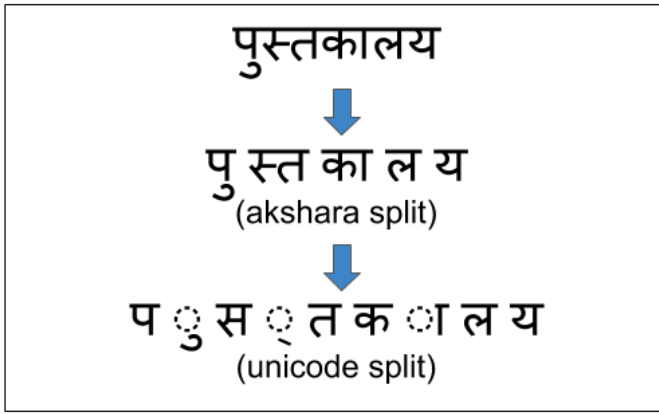 पुस्तकालय
पु स्त का ल य
(akshara split)
प ु स ् त क ा ल य
(unicode split)